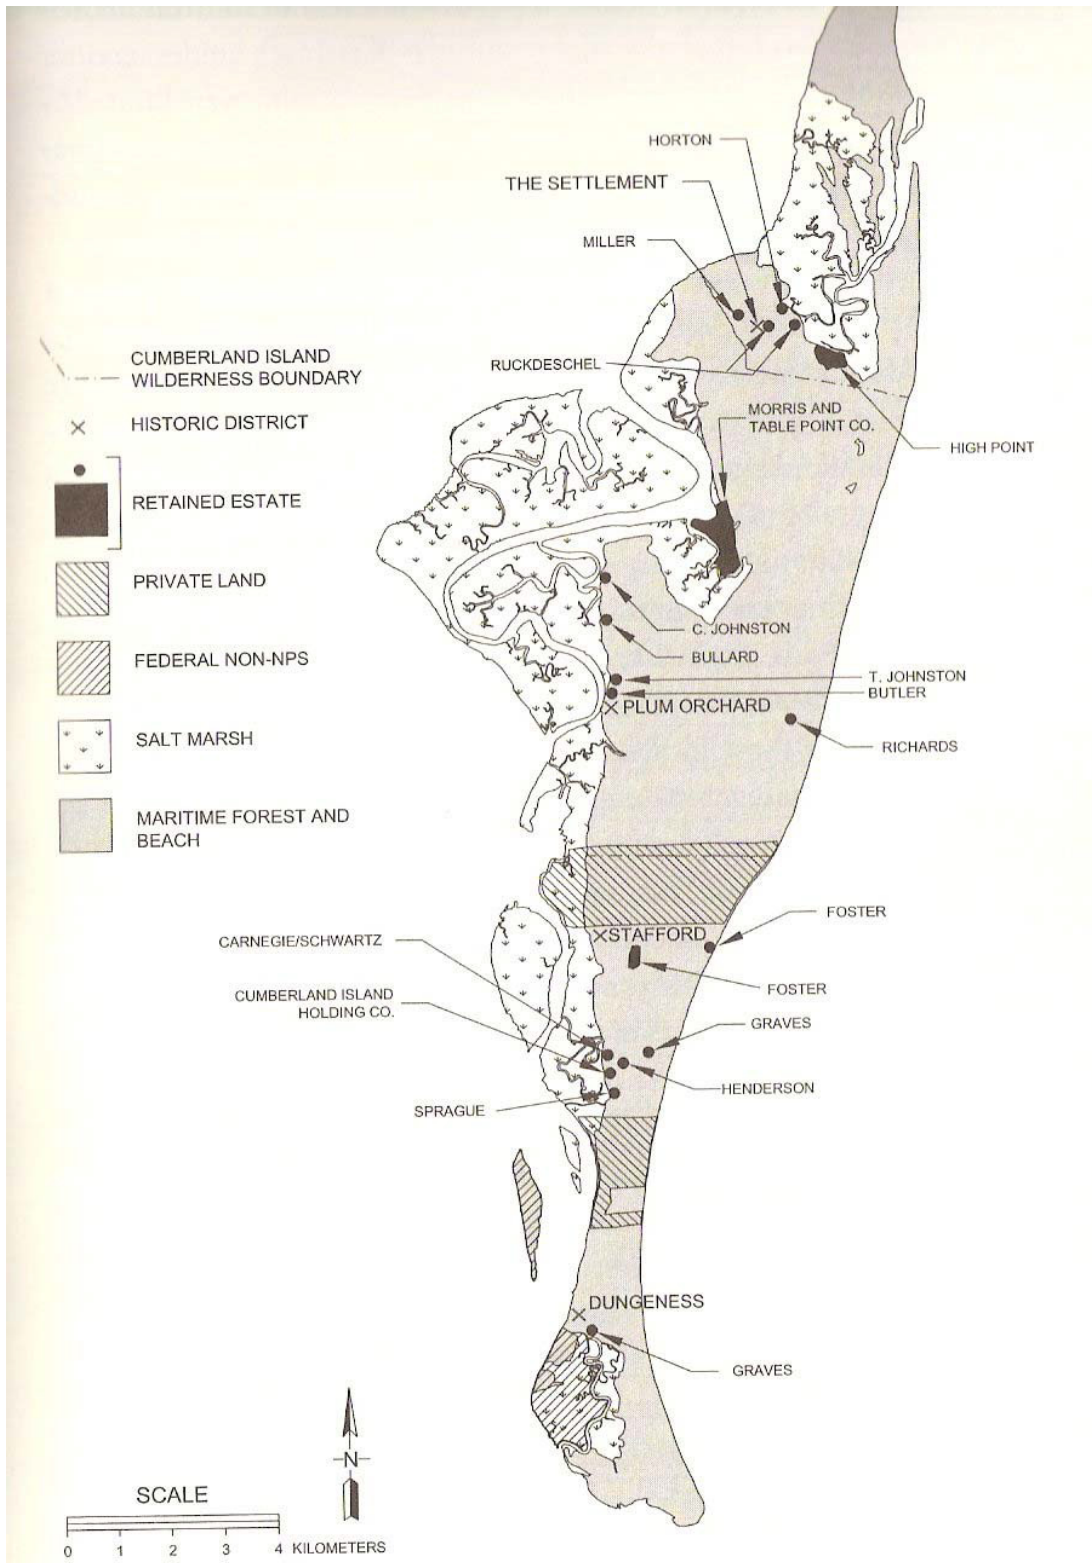 HORTON
THE SETTLEMENT
MILLER
CUMBERLAND ISLAND
WILDERNESS BOUNDARY
RUCKDESCHEL
MORRIS AND
TABLE POINT CO.
HISTORIC DISTRICT
HIGH POINT
RETAINED ESTATE
PRIVATE LAND
C. JOHNSTON
BULLARD
FEDERAL NON-NPS
T. JOHNSTON
BUTLER
PLUM ORCHARD
SALT MARSH
RICHARDS
MARITIME FOREST AND
BEACH
FOSTER
STAFFORD
CARNEGIE/SCHWARTZ
FOSTER
CUMBERLAND ISLAND
HOLDING CO.
GRAVES
HENDERSON
SPRAGUE
DUNGENESS
GRAVES
N
SCALE
0 1 2 3 4 KILOMETERS